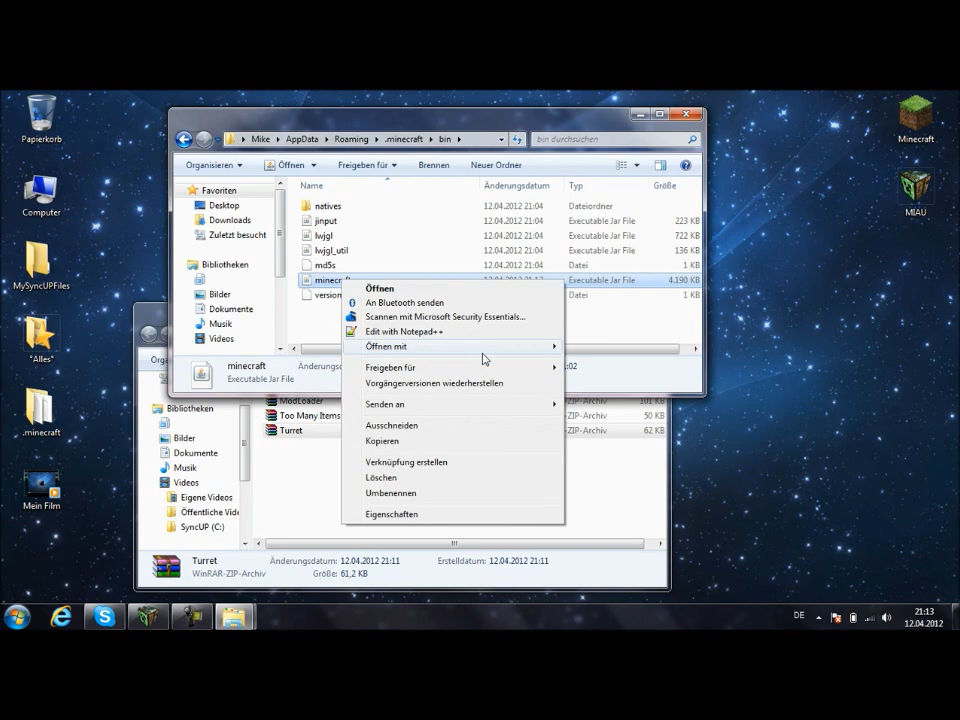 Papierkorb
Computer
MySyncUPFiles
"Alles"
.minecraft
Mein Film
Minecraft
MIAU
Mike AppData Roaming .minecraft bin
bin durchsuchen
Organisieren Öffnen Freigeben für Brennen Neuer Ordner
Name Änderungsdatum Typ Größe
Favoriten
Desktop
Downloads
Zuletzt besucht
Bibliotheken
Bilder
Dokumente
Musik
Videos
natives 12.04.2012 21:04 Dateiordner
jinput 12.04.2012 21:04 Executable Jar File 223 KB
lwjgl 12.04.2012 21:04 Executable Jar File 722 KB
lwjgl_util 12.04.2012 21:04 Executable Jar File 136 KB
md5s 12.04.2012 21:04 Datei 1 KB
minecraft 12.04.2012 21:13 Executable Jar File 4.190 KB
version Datei 1 KB
minecraft Änderungsd :02
Executable Jar File
Öffnen
An Bluetooth senden
Scannen mit Microsoft Security Essentials...
Edit with Notepad++
Öffnen mit
Freigeben für
Vorgängerversionen wiederherstellen
Senden an
Ausschneiden
Kopieren
Verknüpfung erstellen
Löschen
Umbenennen
Eigenschaften
Orga
ModLoader -ZIP-Archiv 101 KB
Too Many Items -ZIP-Archiv 50 KB
Turret -ZIP-Archiv 62 KB
Bibliotheken
Bilder
Dokumente
Musik
Videos
Eigene Videos
Öffentliche Vide
SyncUP (C:)
Turret Änderungsdatum: 12.04.2012 21:11 Erstelldatum: 12.04.2012 21:11
WinRAR-ZIP-Archiv Größe: 61,2 KB
DE
21:13
12.04.2012